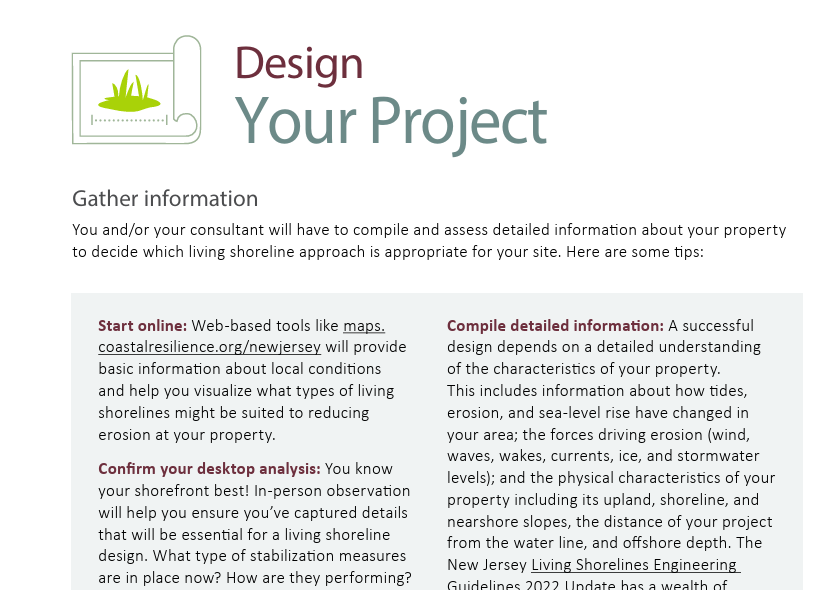 Design
Your Project
Gather information
You and/or your consultant will have to compile and assess detailed information about your property
to decide which living shoreline approach is appropriate for your site. Here are some tips:
Start online: Web-based tools like maps.
coastalresilience.org/newjersey will provide
basic information about local conditions
and help you visualize what types of living
shorelines might be suited to reducing
erosion at your property.
Confirm your desktop analysis: You know
your shorefront best! In-person observation
will help you ensure you’ve captured details
that will be essential for a living shoreline
design. What type of stabilization measures
are in place now? How are they performing?
Compile detailed information: A successful
design depends on a detailed understanding
of the characteristics of your property.
This includes information about how tides,
erosion, and sea-level rise have changed in
your area; the forces driving erosion (wind,
waves, wakes, currents, ice, and stormwater
levels); and the physical characteristics of your
property including its upland, shoreline, and
nearshore slopes, the distance of your project
from the water line, and offshore depth. The
New Jersey Living Shorelines Engineering
Guidelines 2022 Update has a wealth of